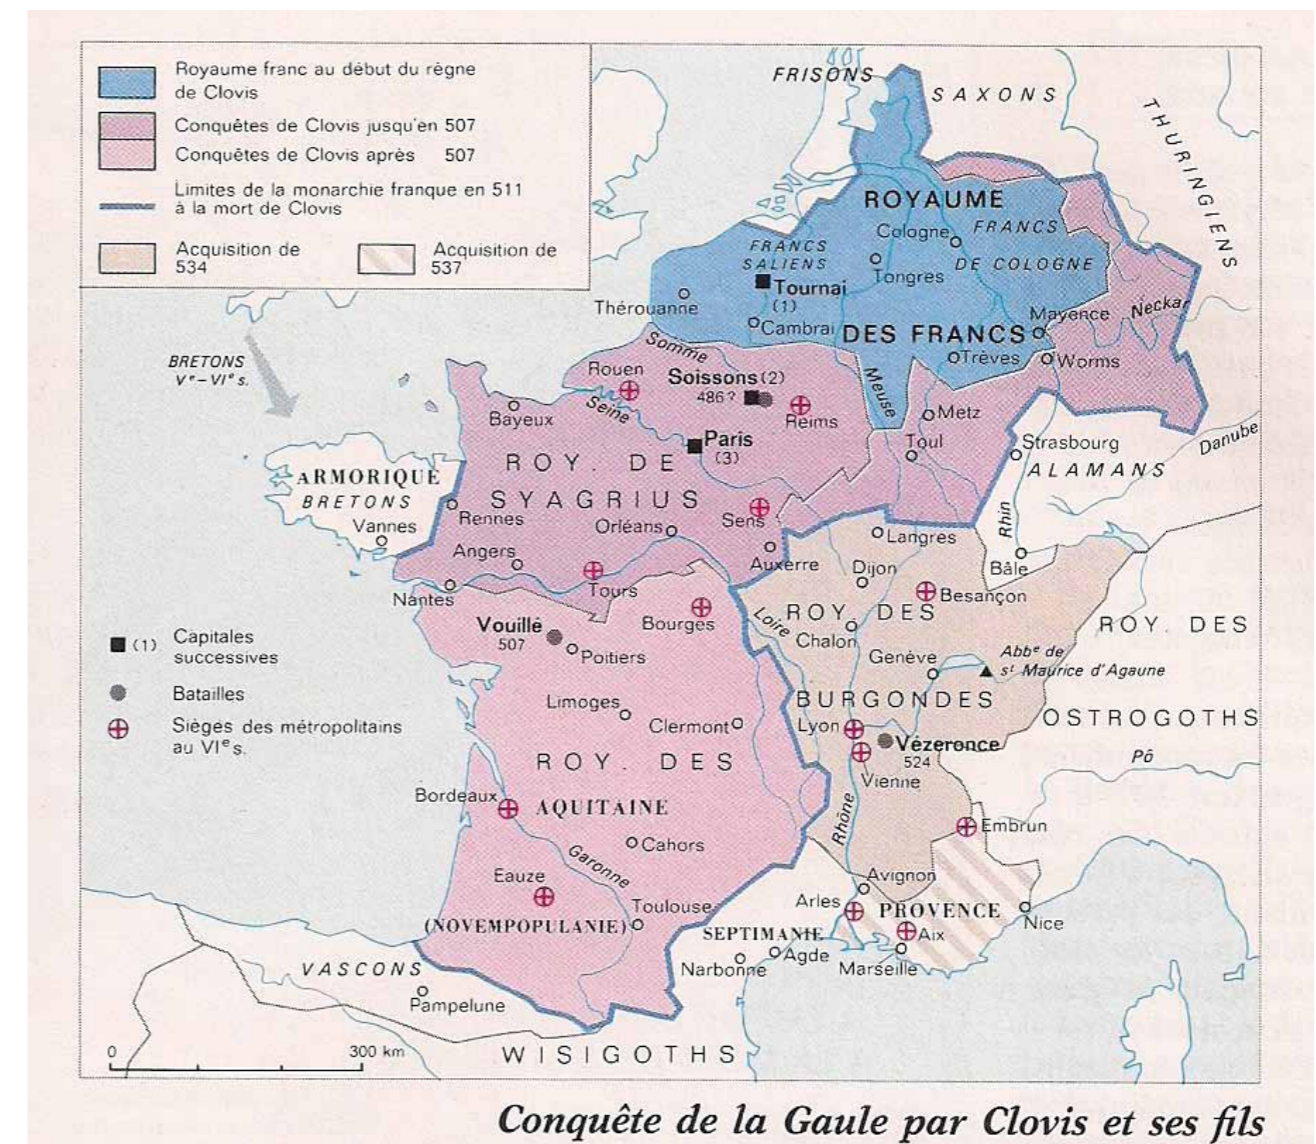 Royaume franc au début du règne
de Clovis
Conquêtes de Clovis jusqu'en 507
Conquêtes de Clovis après 507
Limites de la monarchie franque en 511
à la mort de Clovis
Acquisition de
534
Acquisition de
537
FRISONS
SAXONS
THURINGIENS
ROYAUME
Cologne
FRANCS
DE COLOGNE
FRANCS
SALIENS
Tongres
Tournai
(1)
Thérouanne
Cambrai
DES FRANCS
Mayence
Neckar
Trèves
Worms
BRETONS
Ve-VIe s.
Somme
Rouen
Soissons (2)
486 ?
Seine
Reims
Meuse
Bayeux
Metz
Paris
(3)
Toul
Strasbourg
Danube
ALAMANS
ROY. DE
SYAGRIUS
ARMORIQUE
BRETONS
Vannes
Rennes
Orléans
Sens
Rhin
Langres
Angers
Auxerre
Dijon
Bâle
Nantes
Tours
Besançon
Bourges
Loire
ROY. DES
Chalon
ROY. DES
Vouillé
507
Poitiers
Genève
Abbe de
st Maurice d'Agaune
(1) Capitales
successives
Batailles
Sièges des métropolitains
au VIe s.
Limoges
Clermont
BURGONDES
Lyon
OSTROGOTHS
Vézeronce
524
Vienne
Pô
ROY. DES
Bordeaux
AQUITAINE
Rhône
Embrun
Cahors
Garonne
Eauze
Avignon
Toulouse
Arles
PROVENCE
Nice
(NOVEMPOPULANIE)
SEPTIMANIE
Aix
Agde
Narbonne
Marseille
VASCONS
Pampelune
0 300 km
WISIGOTHS
Conquête de la Gaule par Clovis et ses fils